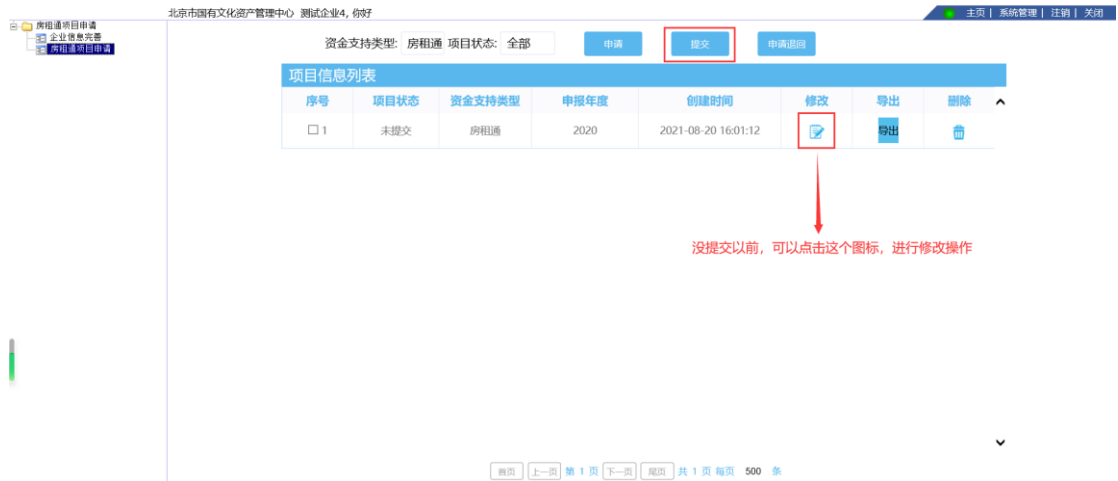 北京市国有文化资产管理中心 测试企业4，你好
主页 | 系统管理 | 注销 | 关闭
房租通项目申请
企业信息完善
房租通项目申请
资金支持类型: 房租通 项目状态: 全部 申请 提交 申请退回
项目信息列表
序号 项目状态 资金支持类型 申报年度 创建时间 修改 导出 删除
1 未提交 房租通 2020 2021-08-20 16:01:12 导出
没提交以前，可以点击这个图标，进行修改操作
首页 上一页 第 1 页 下一页 尾页 共 1 页 每页 500 条